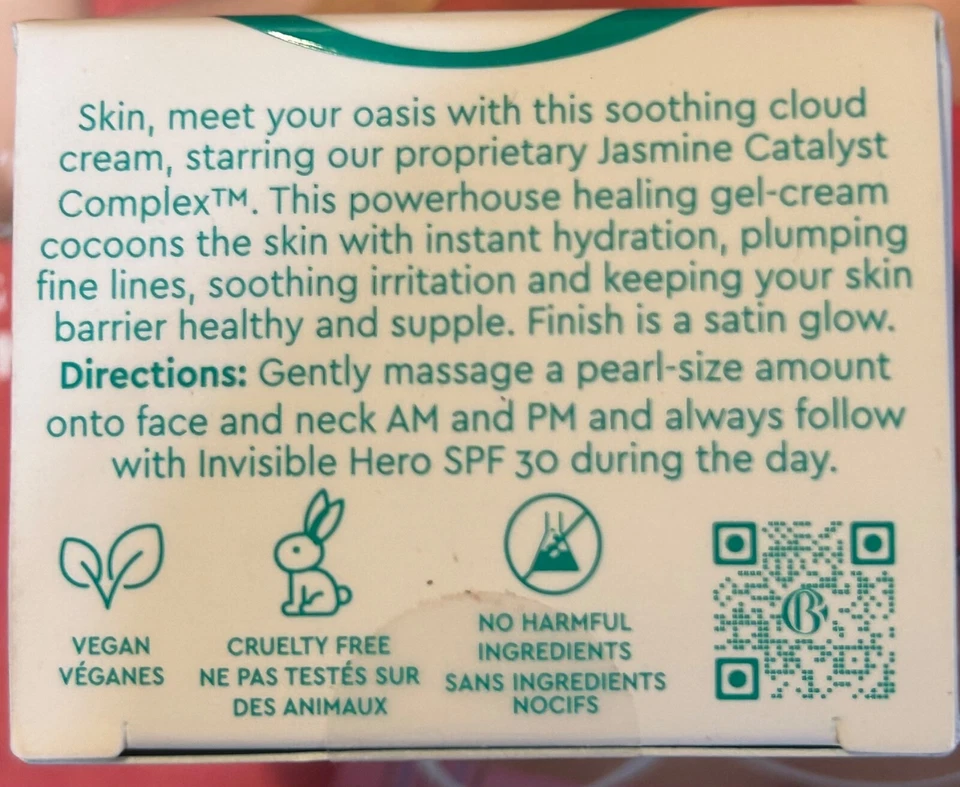 Skin, meet your oasis with this soothing cloud
cream, starring our proprietary Jasmine Catalyst
Complex™. This powerhouse healing gel-cream
cocoons the skin with instant hydration, plumping
fine lines, soothing irritation and keeping your skin
barrier healthy and supple. Finish is a satin glow.
Directions: Gently massage a pearl-size amount
onto face and neck AM and PM and always follow
with Invisible Hero SPF 30 during the day.
VEGAN
VÉGANES
CRUELTY FREE
NE PAS TESTÉS SUR
DES ANIMAUX
NO HARMFUL
INGREDIENTS
SANS INGREDIENTS
NOCIFS
B